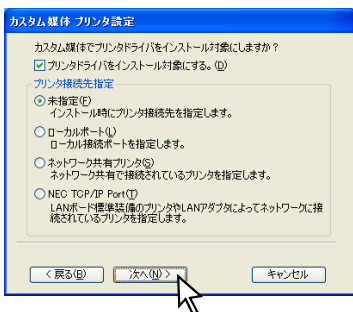 カスタム媒体 プリンタ設定
カスタム媒体でプリンタドライバをインストール対象にしますか？
プリンタドライバをインストール対象にする。(D)
プリンタ接続先指定
未指定(F)
インストール時にプリンタ接続先を指定します。
ローカルポート(L)
ローカル接続ポートを指定します。
ネットワーク共有プリンタ(S)
ネットワーク共有で接続されているプリンタを指定します。
NEC TCP/IP Port(T)
LANボード標準装備のプリンタやLANアダプタによってネットワークに接
続されているプリンタを指定します。
< 戻る(B)
次へ(N) >
キャンセル